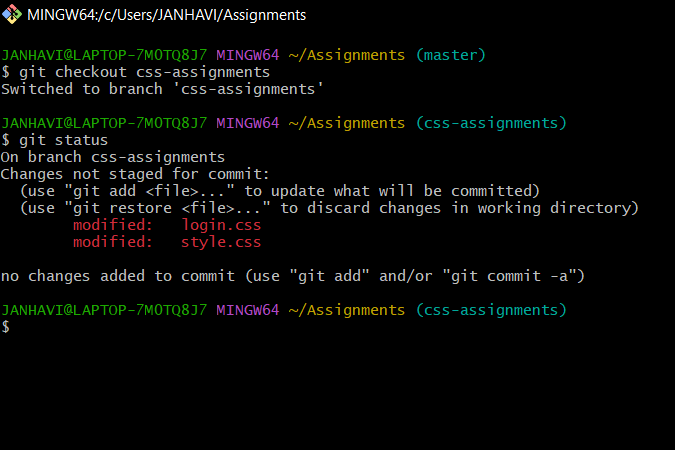 MINGW64:/c/Users/JANHAVI/Assignments
JANHAVI@LAPTOP-7M0TQ8J7 MINGW64 ~/Assignments (master)
$ git checkout css-assignments
Switched to branch 'css-assignments'
JANHAVI@LAPTOP-7M0TQ8J7 MINGW64 ~/Assignments (css-assignments)
$ git status
On branch css-assignments
Changes not staged for commit:
  (use "git add <file>..." to update what will be committed)
  (use "git restore <file>..." to discard changes in working directory)
        modified:   login.css
        modified:   style.css
no changes added to commit (use "git add" and/or "git commit -a")
JANHAVI@LAPTOP-7M0TQ8J7 MINGW64 ~/Assignments (css-assignments)
$